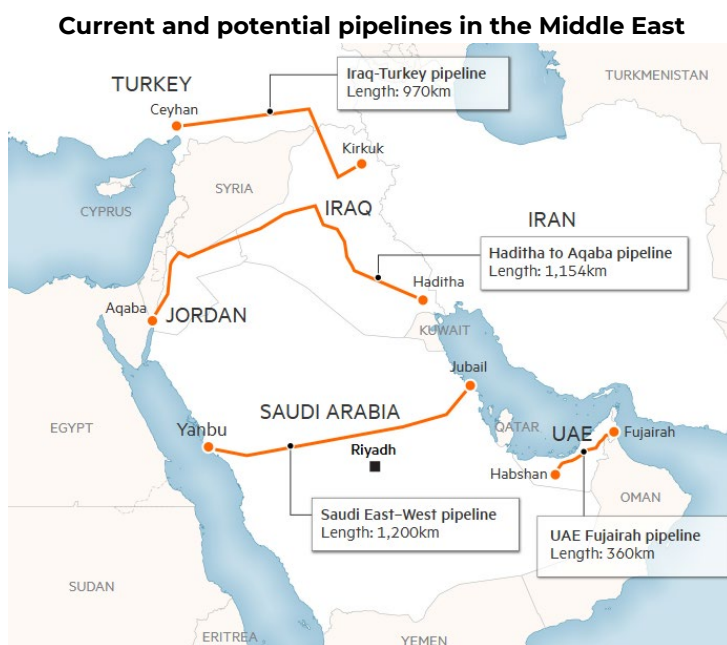 Current and potential pipelines in the Middle East
TURKEY
Ceyhan
Iraq-Turkey pipeline
Length: 970km
TURKMENISTAN
Kirkuk
SYRIA
CYPRUS
IRAQ
IRAN
Haditha to Aqaba pipeline
Length: 1,154km
Haditha
Aqaba
JORDAN
KUWAIT
Jubail
SAUDI ARABIA
EGYPT
Yanbu
QATAR
UAE
Fujairah
Riyadh
Habshan
OMAN
Saudi East–West pipeline
Length: 1,200km
UAE Fujairah pipeline
Length: 360km
SUDAN
ERITREA
YEMEN